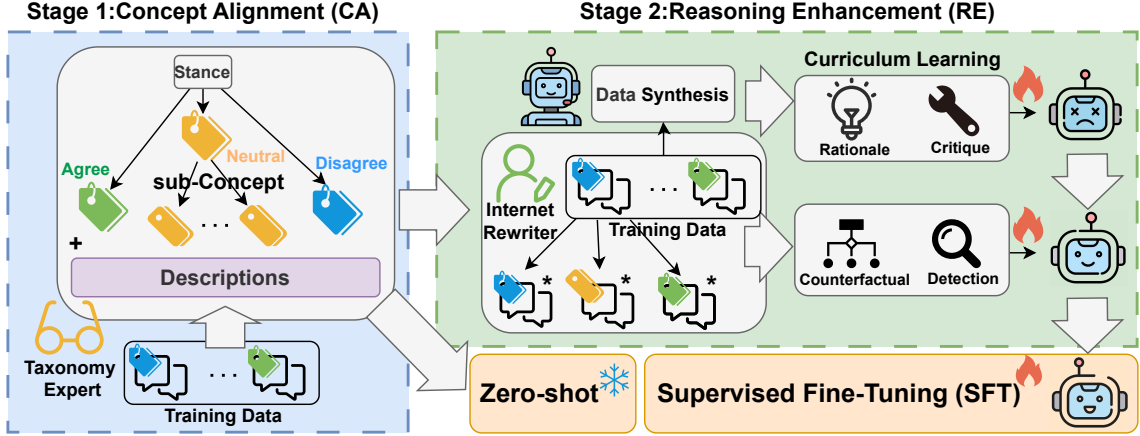 Stage 1:Concept Alignment (CA)
Stance
Neutral
Agree
Disagree
sub-Concept
. . .
+
Descriptions
Taxonomy
Expert
. . .
Training Data
Stage 2:Reasoning Enhancement (RE)
Data Synthesis
Curriculum Learning
Rationale
Critique
Internet
Rewriter
. . .
Training Data
* * *
Counterfactual
Detection
Zero-shot
Supervised Fine-Tuning (SFT)